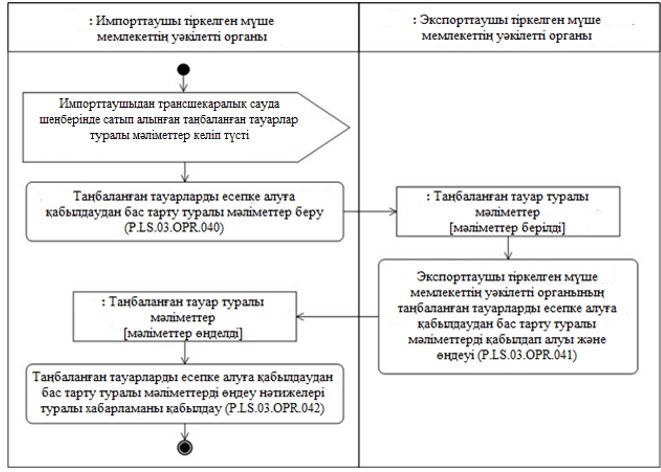 : Импорттаушы тіркелген мүше
мемлекеттің уәкілетті органы
: Экспорттаушы тіркелген мүше
мемлекеттің уәкілетті органы
Импорттаушыдан трансшекаралық сауда
шеңберінде сатып алынған таңбаланған тауарлар
туралы мәліметтер келіп түсті
Таңбаланған тауарларды есепке алуға
қабылдаудан бас тарту туралы мәліметтер беру
(P.LS.03.OPR.040)
: Таңбаланған тауар туралы
мәліметтер
[мәліметтер берілді]
Экспорттаушы тіркелген мүше
мемлекеттің уәкілетті органының
таңбаланған тауарларды есепке алуға
қабылдаудан бас тарту туралы
мәліметтерді қабылдап алуы және
өңдеуі (P.LS.03.OPR.041)
: Таңбаланған тауар туралы
мәліметтер
[мәліметтер өңделді]
Таңбаланған тауарларды есепке алуға қабылдаудан
бас тарту туралы мәліметтерді өңдеу нәтижелері
туралы хабарламаны қабылдау (P.LS.03.OPR.042)